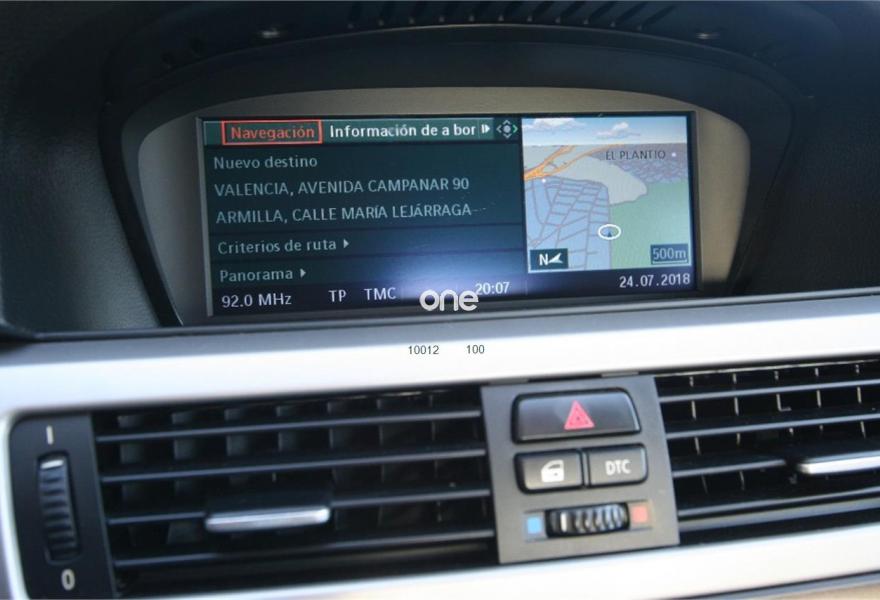 Navegación Información de a bor
Nuevo destino
VALENCIA, AVENIDA CAMPANAR 90
ARMILLA, CALLE MARÍA LEJÁRRAGA
Criterios de ruta
Panorama
92.0 MHz TP TMC 20:07 24.07.2018
EL PLANTIO
N
500m
one
10012 100
DTC
I
0